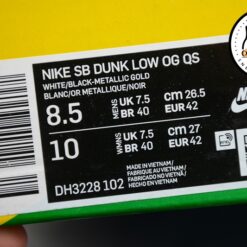 NIKE SB DUNK LOW OG QS
WHITE/BLACK-METALLIC GOLD
BLANC/OR METALLIQUE/NOIR
8.5 MENS UK 7.5 CM 26.5
BR 40 EUR 42
10 WMNS UK 7.5 CM 27
BR 40 EUR 42
DH3228 102
MADE IN VIETNAM/
FABRIQUÉ AU VIETNAM/
HECHO EN VIETNAM